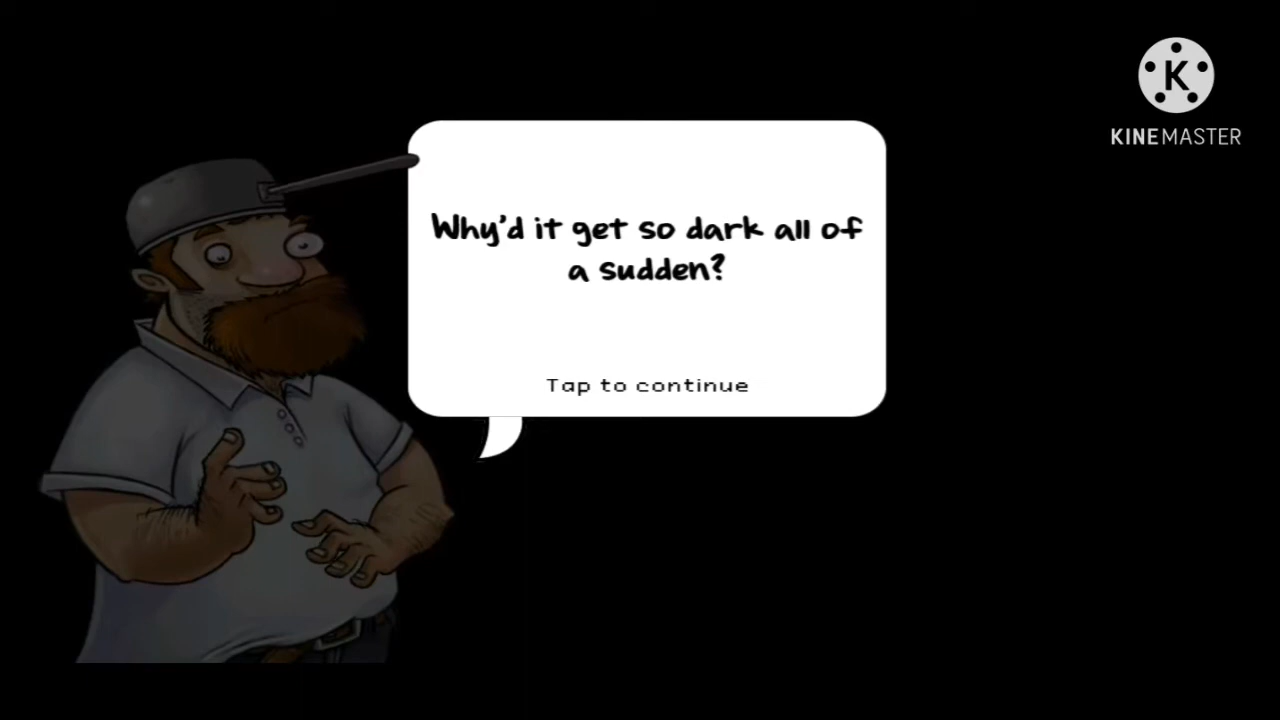 K
KINEMASTER
Why'd it get so dark all of
a sudden?
Tap to continue